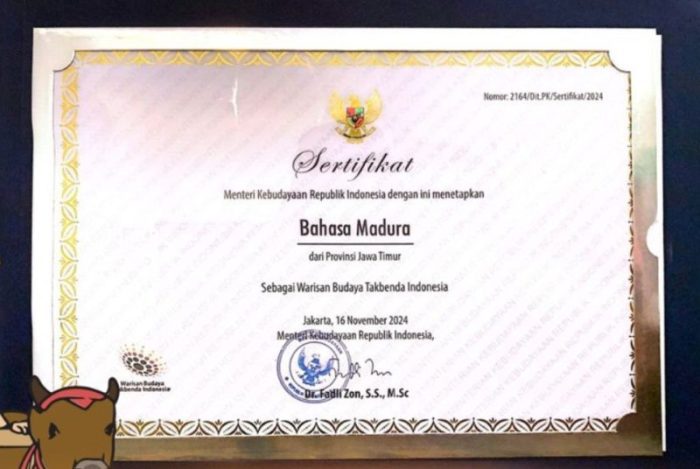 Nomor: 2164/Dit.PK/Sertifikat/2024
Sertifikat
Menteri Kebudayaan Republik Indonesia dengan ini menetapkan
Bahasa Madura
dari Provinsi Jawa Timur
Sebagai Warisan Budaya Takbenda Indonesia
Jakarta, 16 November 2024
Menteri Kebudayaan Republik Indonesia,
Warisan Budaya
Takbenda Indonesia
Dr. Fadli Zon, S.S., M.Sc